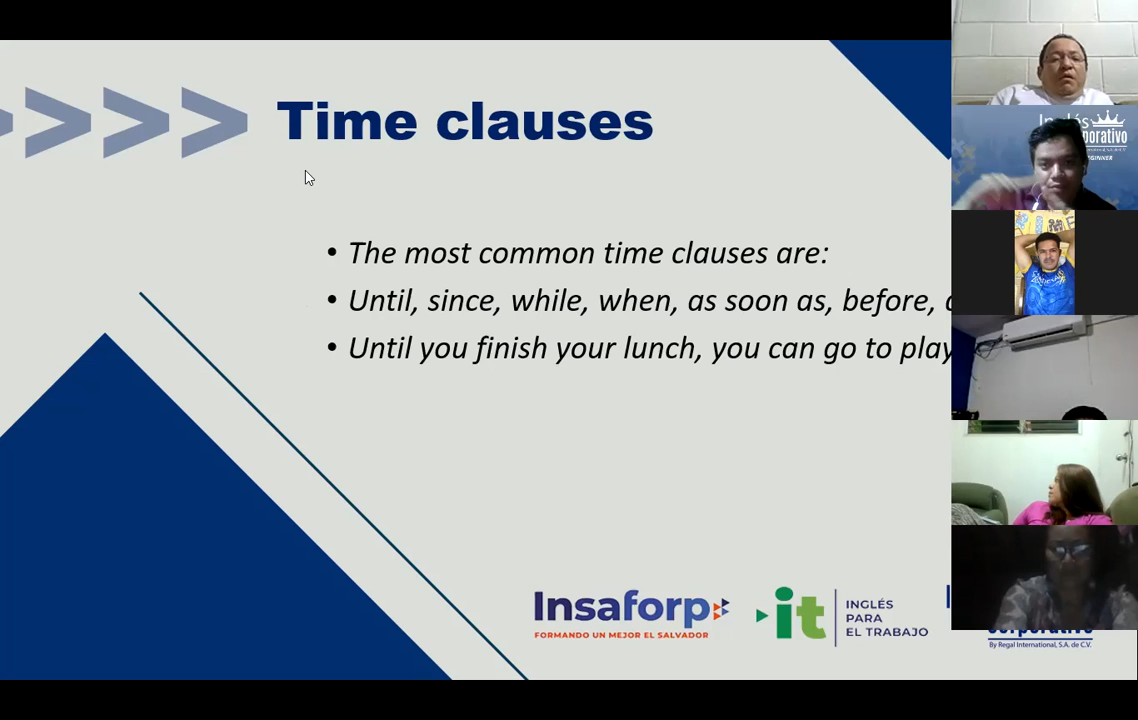 Time clauses
• The most common time clauses are:
• Until, since, while, when, as soon as, before,
• Until you finish your lunch, you can go to play
Inglés
BEGINNER
Insaforp
FORMANDO UN MEJOR EL SALVADOR
it
INGLÉS
PARA
EL TRABAJO
By Regal International, S.A. de C.V.